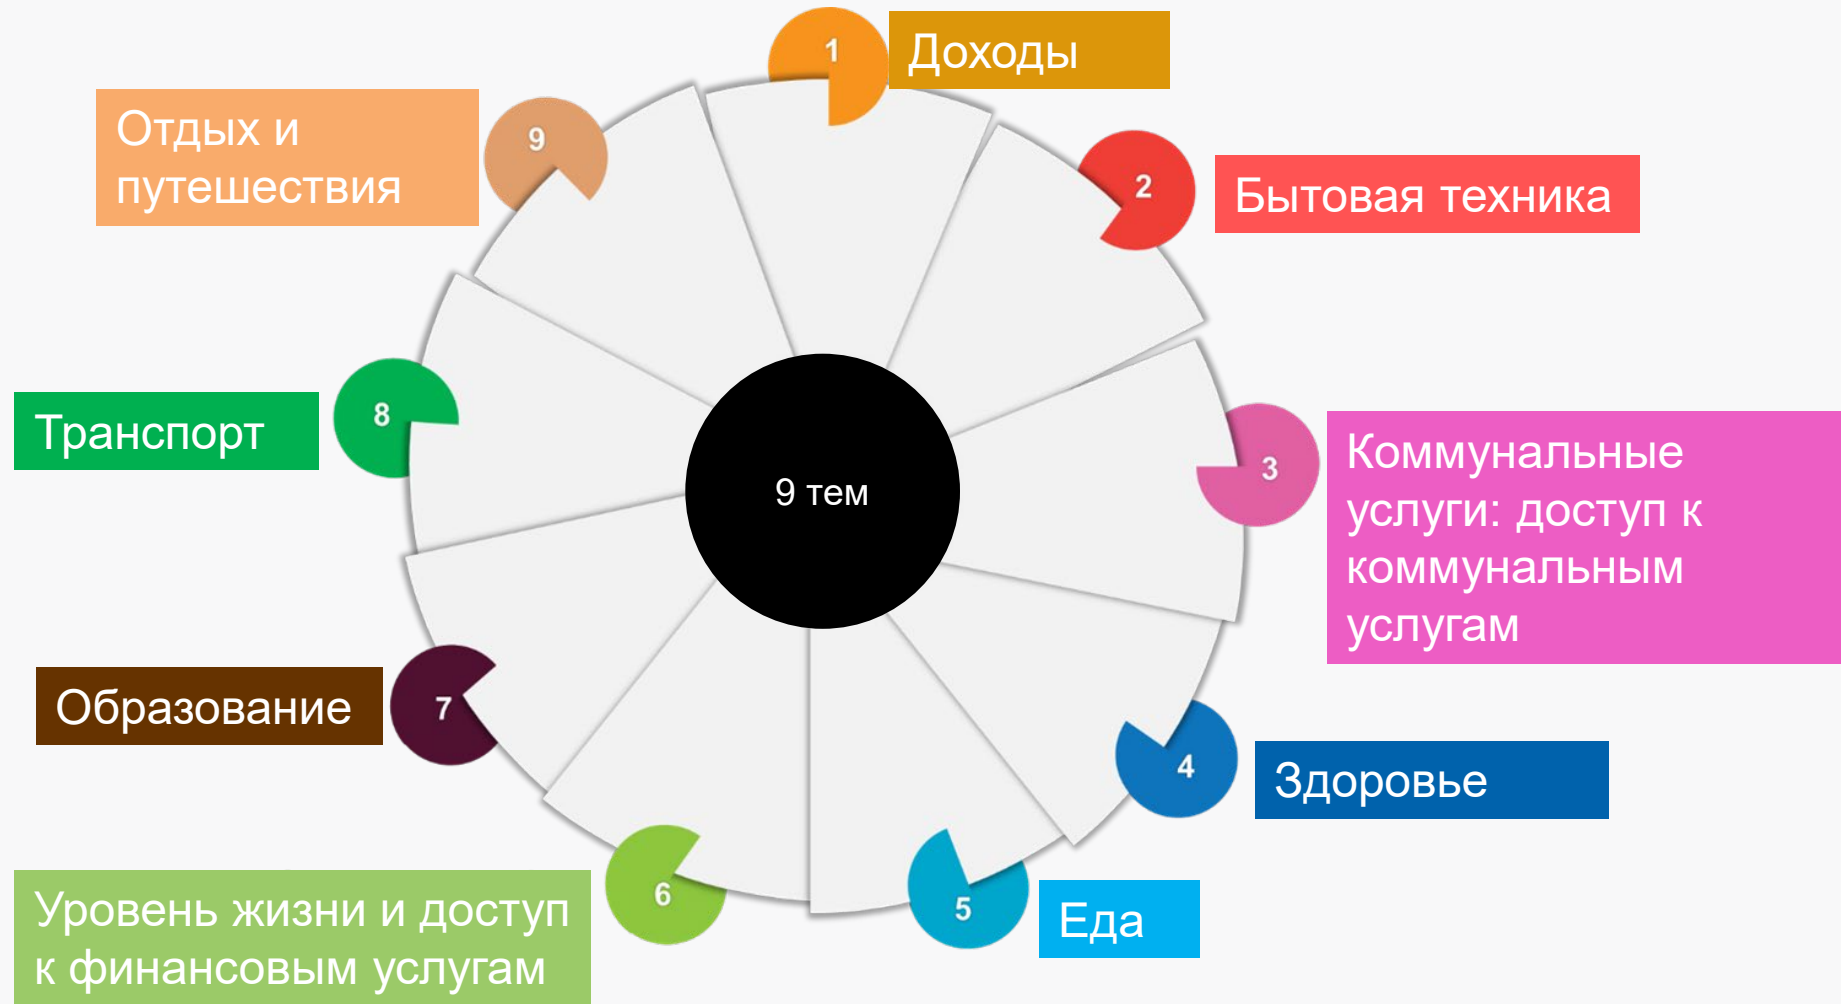 1
Доходы
2
Бытовая техника
3
Коммунальные
услуги: доступ к
коммунальным
услугам
4
Здоровье
5
Еда
6
Уровень жизни и доступ
к финансовым услугам
7
Образование
8
Транспорт
9
Отдых и
путешествия
9 тем